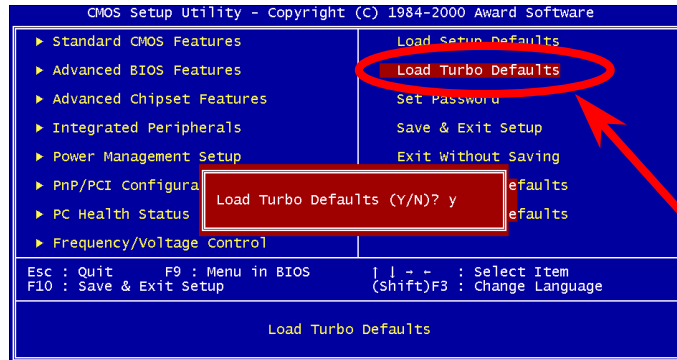 CMOS Setup Utility - Copyright (C) 1984-2000 Award Software
▶ Standard CMOS Features
▶ Advanced BIOS Features
▶ Advanced Chipset Features
▶ Integrated Peripherals
▶ Power Management Setup
▶ PnP/PCI Configura
▶ PC Health Status
▶ Frequency/Voltage Control
Load Setup Defaults
Load Turbo Defaults
Set Password
Save & Exit Setup
Exit Without Saving
efaults
efaults
Load Turbo Defaults (Y/N)? y
Esc : Quit F9 : Menu in BIOS ↑ ↓ → ← : Select Item
F10 : Save & Exit Setup (Shift)F3 : Change Language
Load Turbo Defaults